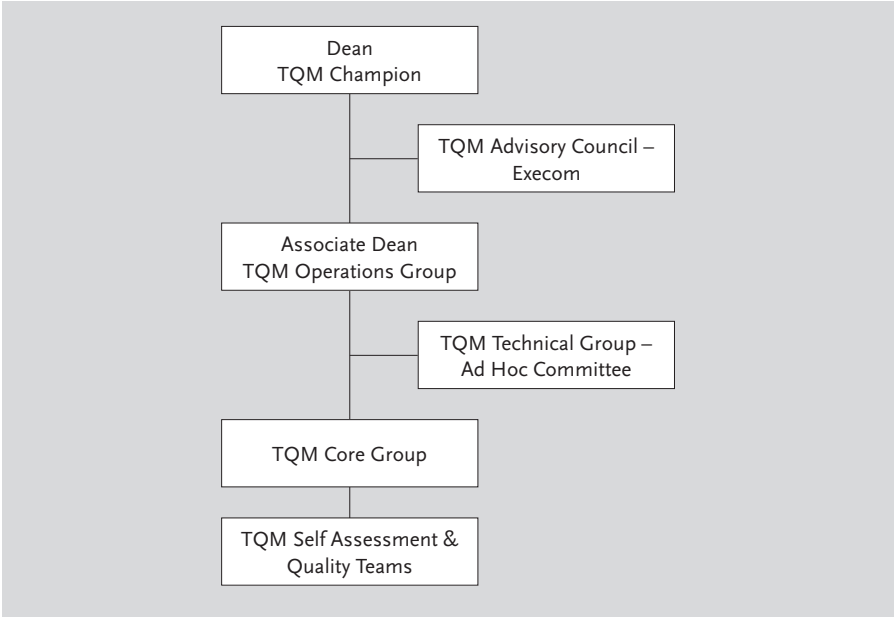 Dean
TQM Champion
TQM Advisory Council –
Execom
Associate Dean
TQM Operations Group
TQM Technical Group –
Ad Hoc Committee
TQM Core Group
TQM Self Assessment &
Quality Teams